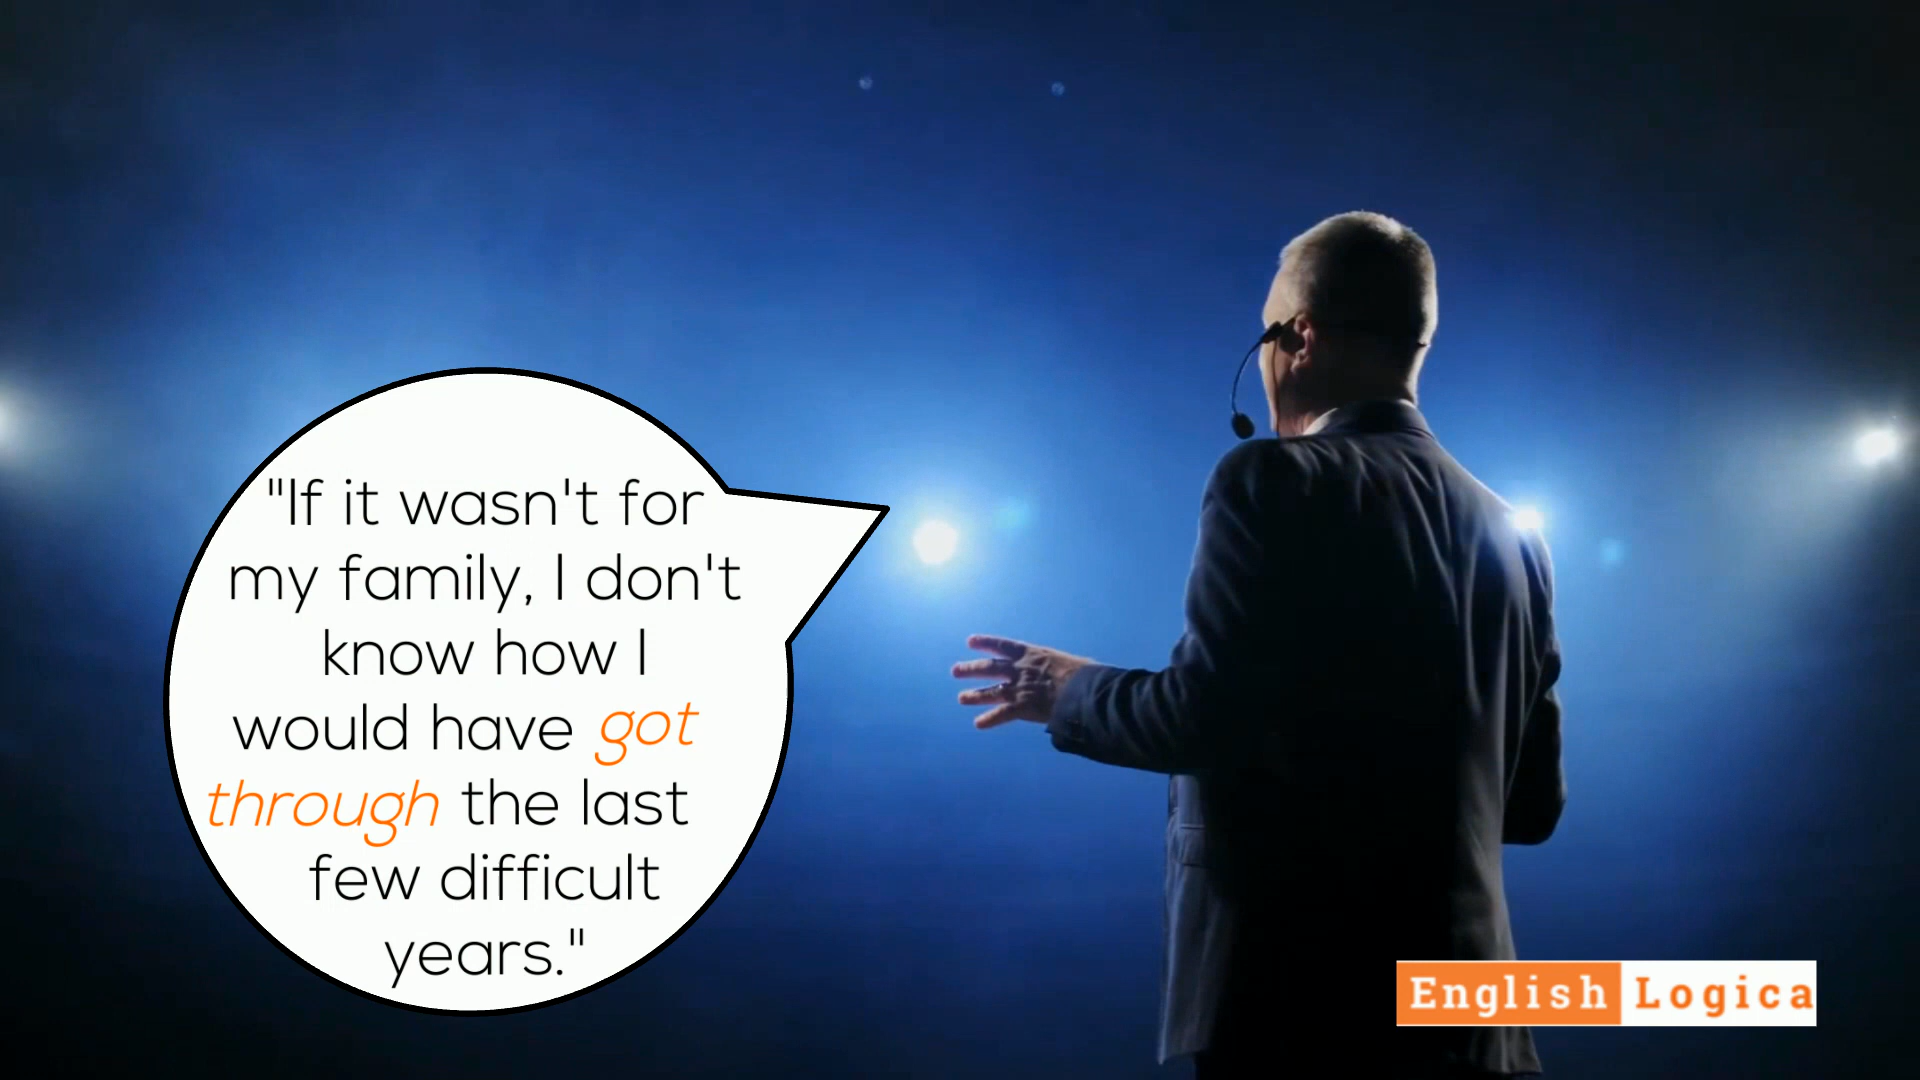 "If it wasn't for
my family, I don't
know how I
would have got
through the last
few difficult
years."
English Logica